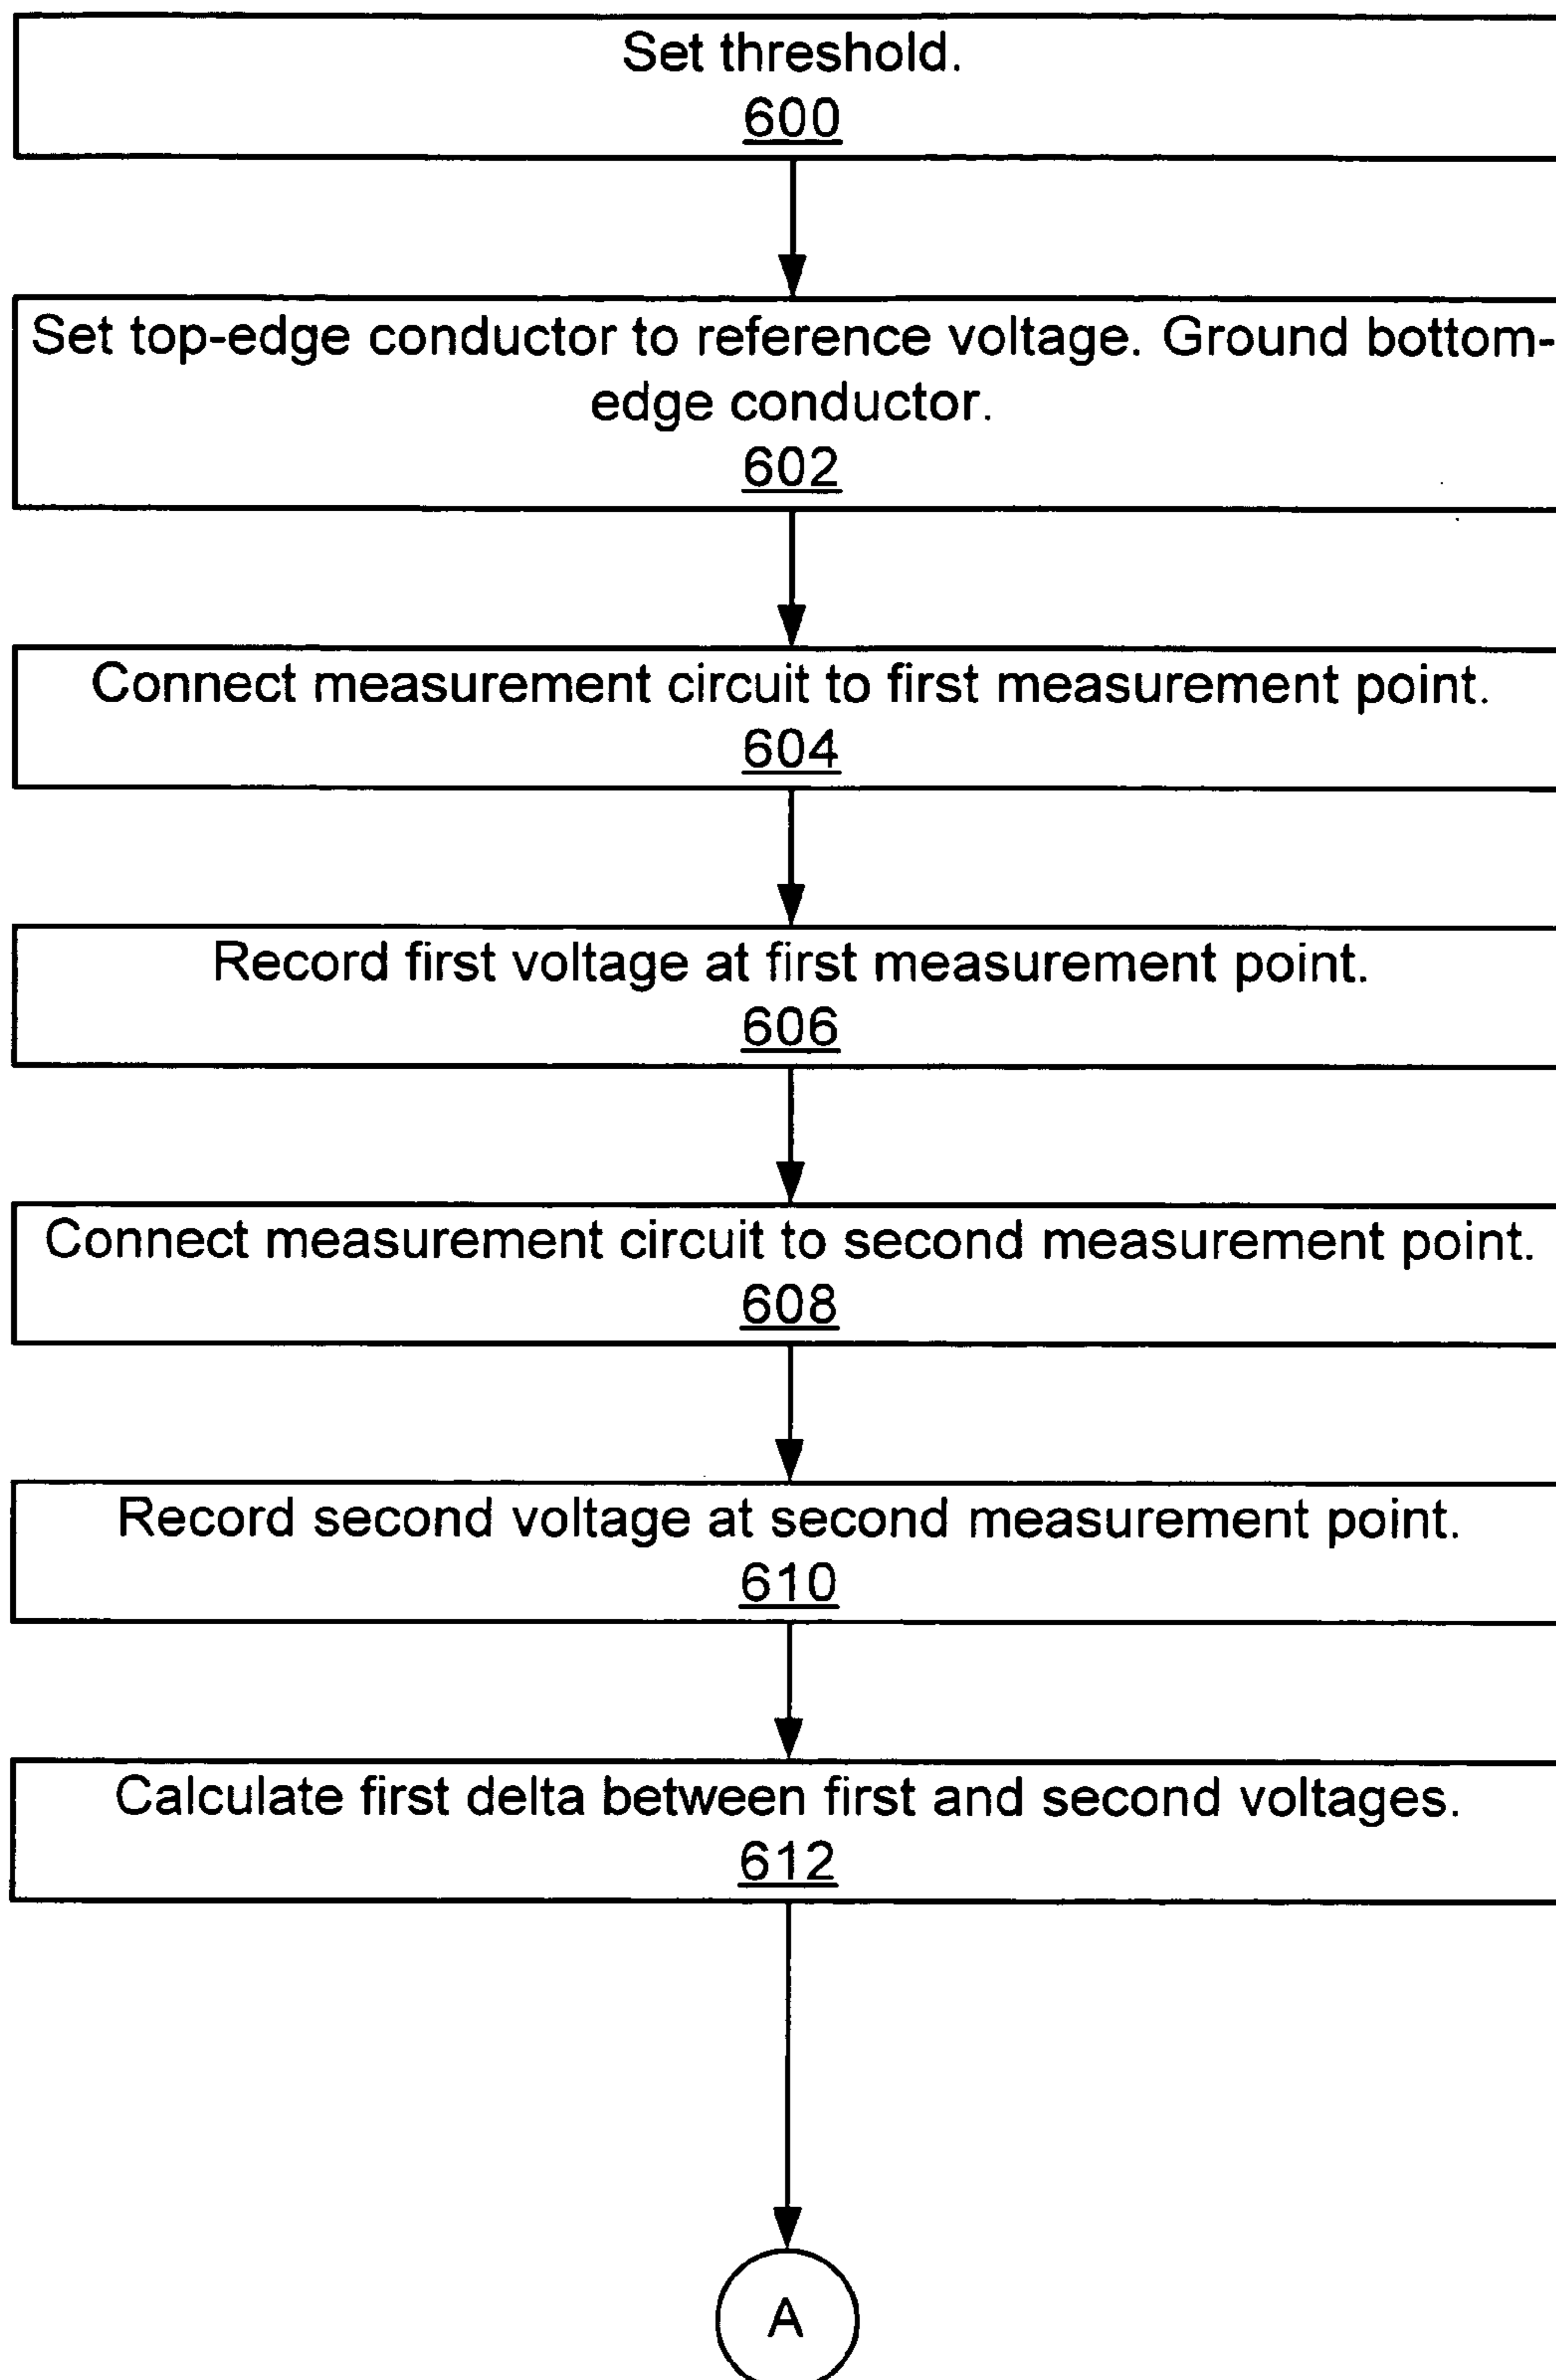 Set threshold.
600
Set top-edge conductor to reference voltage. Ground bottom-
edge conductor.
602
Connect measurement circuit to first measurement point.
604
Record first voltage at first measurement point.
606
Connect measurement circuit to second measurement point.
608
Record second voltage at second measurement point.
610
Calculate first delta between first and second voltages.
612
A